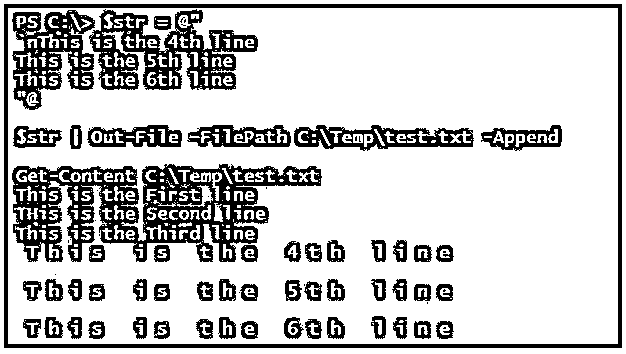 PS C:\> $str = @"
`nThis is the 4th line
This is the 5th line
This is the 6th line
"@
$str | Out-File -FilePath C:\Temp\test.txt -Append
Get-Content C:\Temp\test.txt
This is the First line
THis is the Second line
This is the Third line
T h i s   i s   t h e   4 t h   l i n e
T h i s   i s   t h e   5 t h   l i n e
T h i s   i s   t h e   6 t h   l i n e